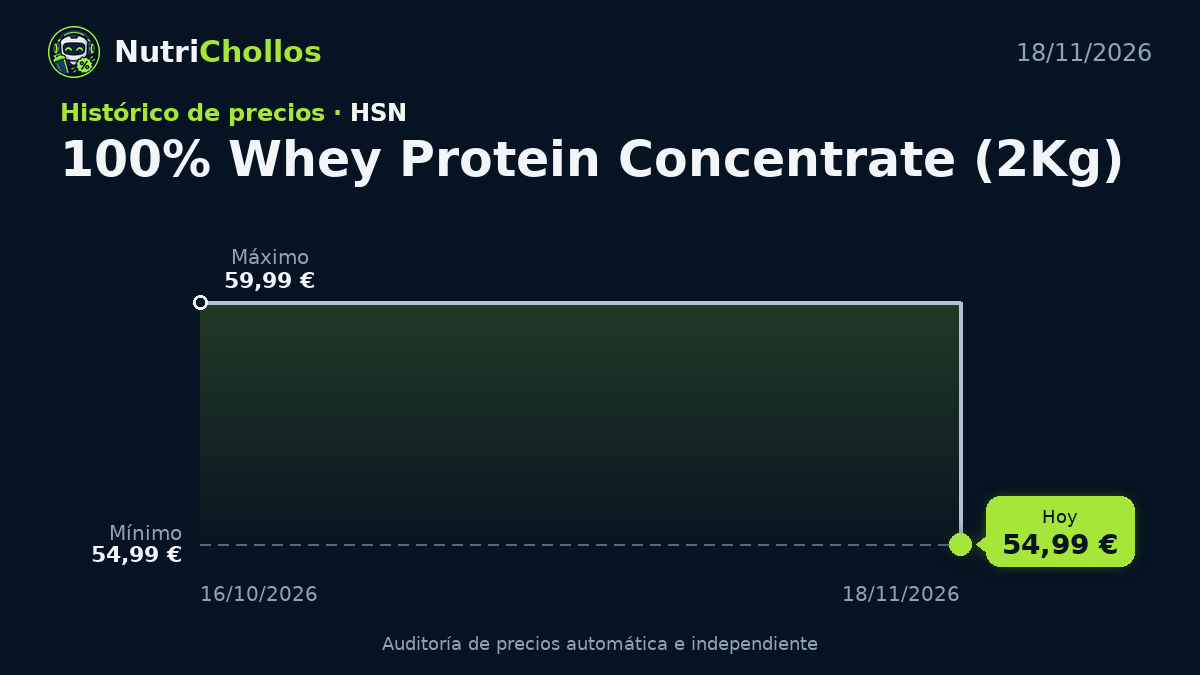 NutriChollos
18/11/2026
Histórico de precios · HSN
100% Whey Protein Concentrate (2Kg)
Máximo
59,99 €
Mínimo
54,99 €
Hoy
54,99 €
16/10/2026
18/11/2026
Auditoría de precios automática e independiente